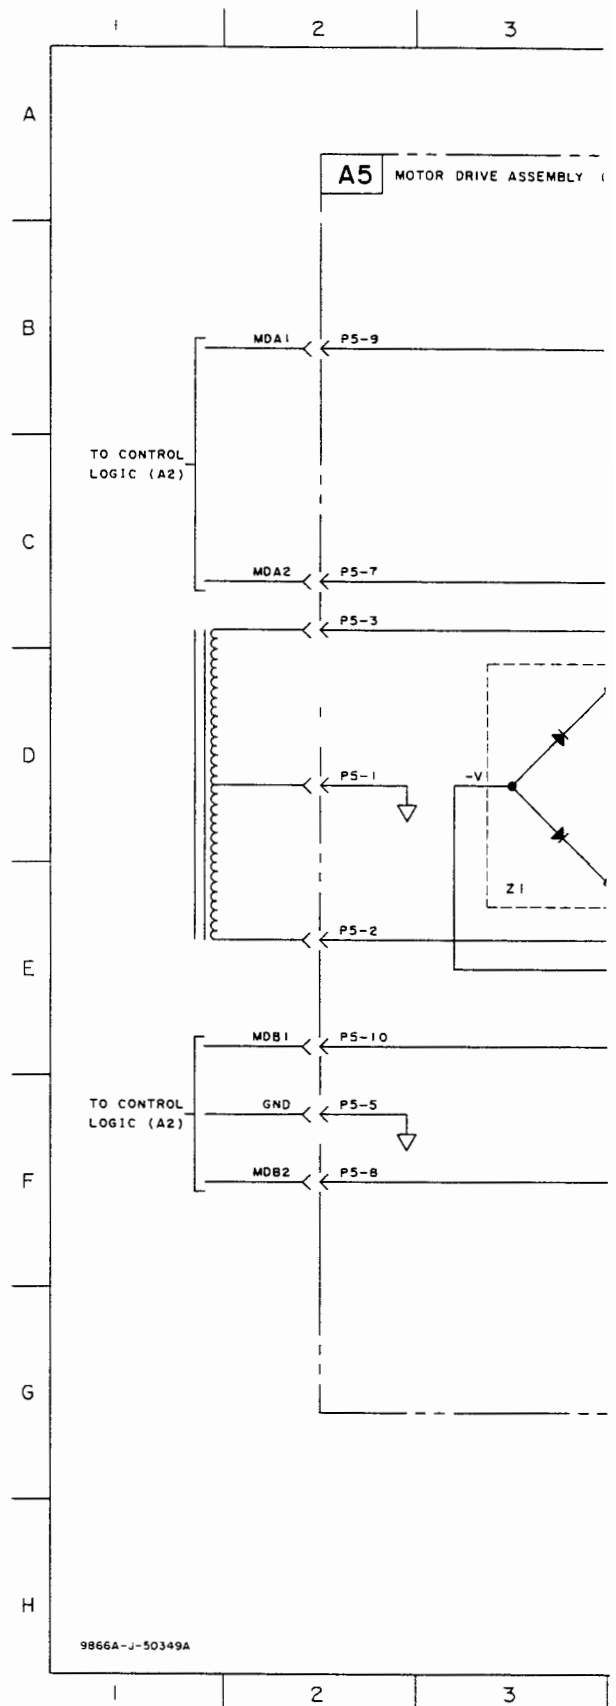 1 2 3
A
A5 MOTOR DRIVE ASSEMBLY (
B
MDA1 P5-9
TO CONTROL
LOGIC (A2)
C
MDA2 P5-7
P5-3
D
P5-1 -V
Z1
P5-2
E
MDB1 P5-10
TO CONTROL
LOGIC (A2)
GND P5-5
F
MDB2 P5-8
G
H
9866A-J-50349A
1 2 3